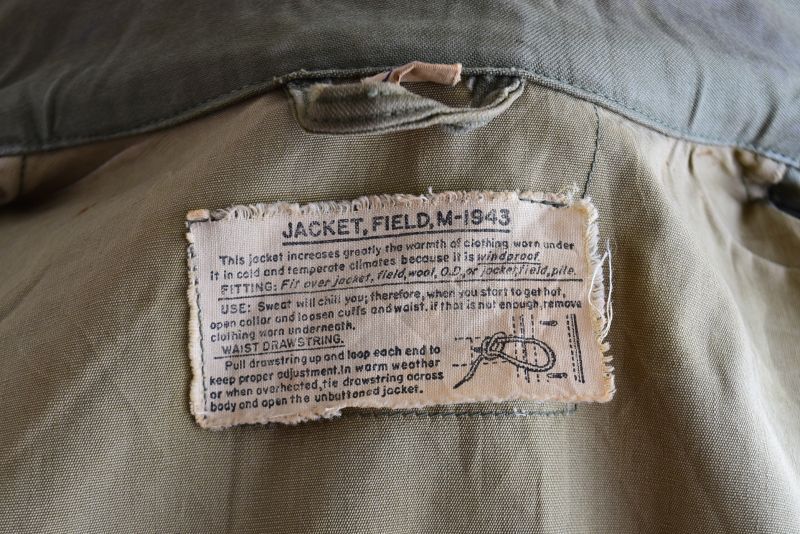 JACKET, FIELD, M-1943
This jacket increases greatly the warmth of clothing worn under
it in cold and temperate climates because it is windproof.
FITTING: Fit over jacket, field, wool, O.D. or jacket, field, pile.
USE: Sweat will chill you; therefore, when you start to get hot,
open collar and loosen cuffs and waist, if that is not enough, remove
clothing worn underneath.
WAIST DRAWSTRING.
Pull drawstring up and loop each end to
keep proper adjustment. In warm weather
or when overheated, tie drawstring across
body and open the unbuttoned jacket.